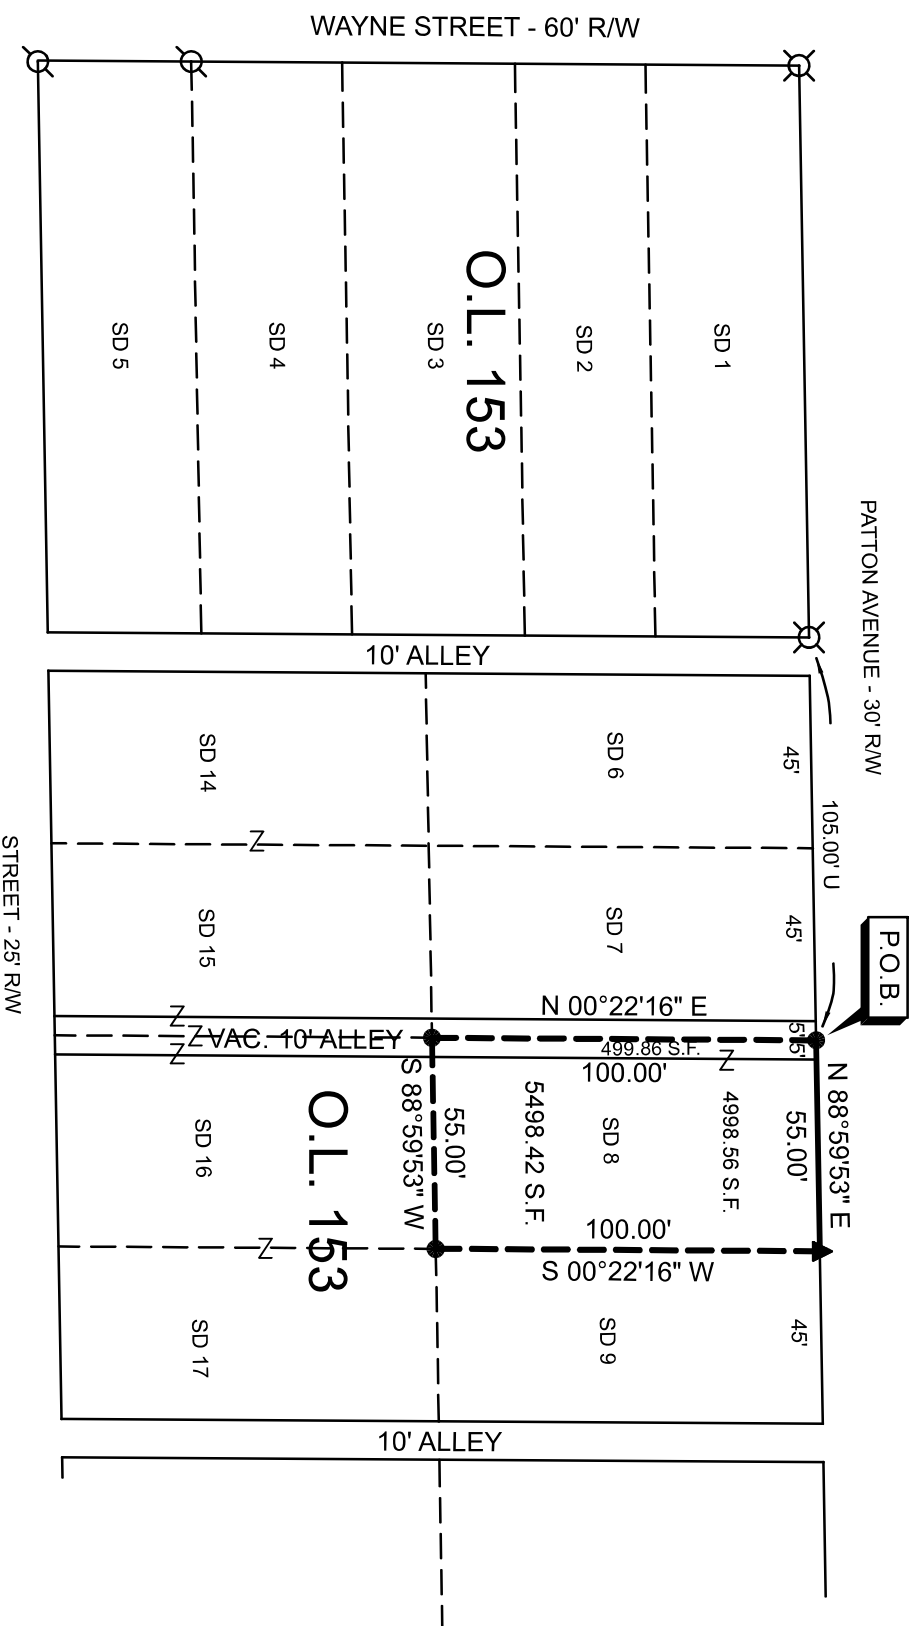 WAYNE STREET - 60' R/W
PATTON AVENUE - 30' R/W
O.L. 153
SD 1
SD 2
SD 3
SD 4
SD 5
10' ALLEY
105.00' U
P.O.B.
45'
45'
5'
5'
N 88°59'53" E
55.00'
45'
SD 6
SD 7
N 00°22'16" E
499.86 S.F.
100.00'
Z
4998.56 S.F.
SD 8
5498.42 S.F.
100.00'
S 00°22'16" W
SD 9
55.00'
S 88°59'53" W
VAC. 10' ALLEY
Z
Z
Z
Z
Z
SD 14
SD 15
SD 16
SD 17
O.L. 153
10' ALLEY
STREET - 25' R/W